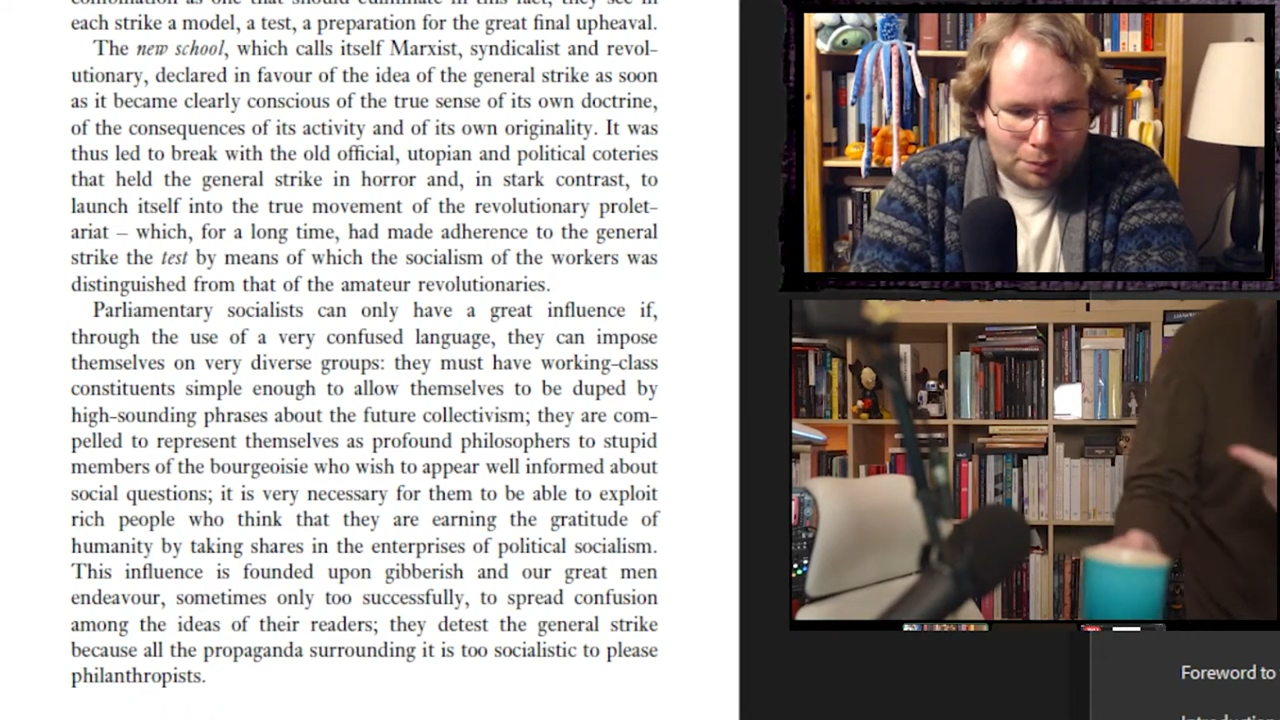 each strike a model, a test, a preparation for the great final upheaval.
The new school, which calls itself Marxist, syndicalist and revol-
utionary, declared in favour of the idea of the general strike as soon
as it became clearly conscious of the true sense of its own doctrine,
of the consequences of its activity and of its own originality. It was
thus led to break with the old official, utopian and political coteries
that held the general strike in horror and, in stark contrast, to
launch itself into the true movement of the revolutionary prolet-
ariat – which, for a long time, had made adherence to the general
strike the test by means of which the socialism of the workers was
distinguished from that of the amateur revolutionaries.
Parliamentary socialists can only have a great influence if,
through the use of a very confused language, they can impose
themselves on very diverse groups: they must have working-class
constituents simple enough to allow themselves to be duped by
high-sounding phrases about the future collectivism; they are com-
pelled to represent themselves as profound philosophers to stupid
members of the bourgeoisie who wish to appear well informed about
social questions; it is very necessary for them to be able to exploit
rich people who think that they are earning the gratitude of
humanity by taking shares in the enterprises of political socialism.
This influence is founded upon gibberish and our great men
endeavour, sometimes only too successfully, to spread confusion
among the ideas of their readers; they detest the general strike
because all the propaganda surrounding it is too socialistic to please
philanthropists.
Foreword to